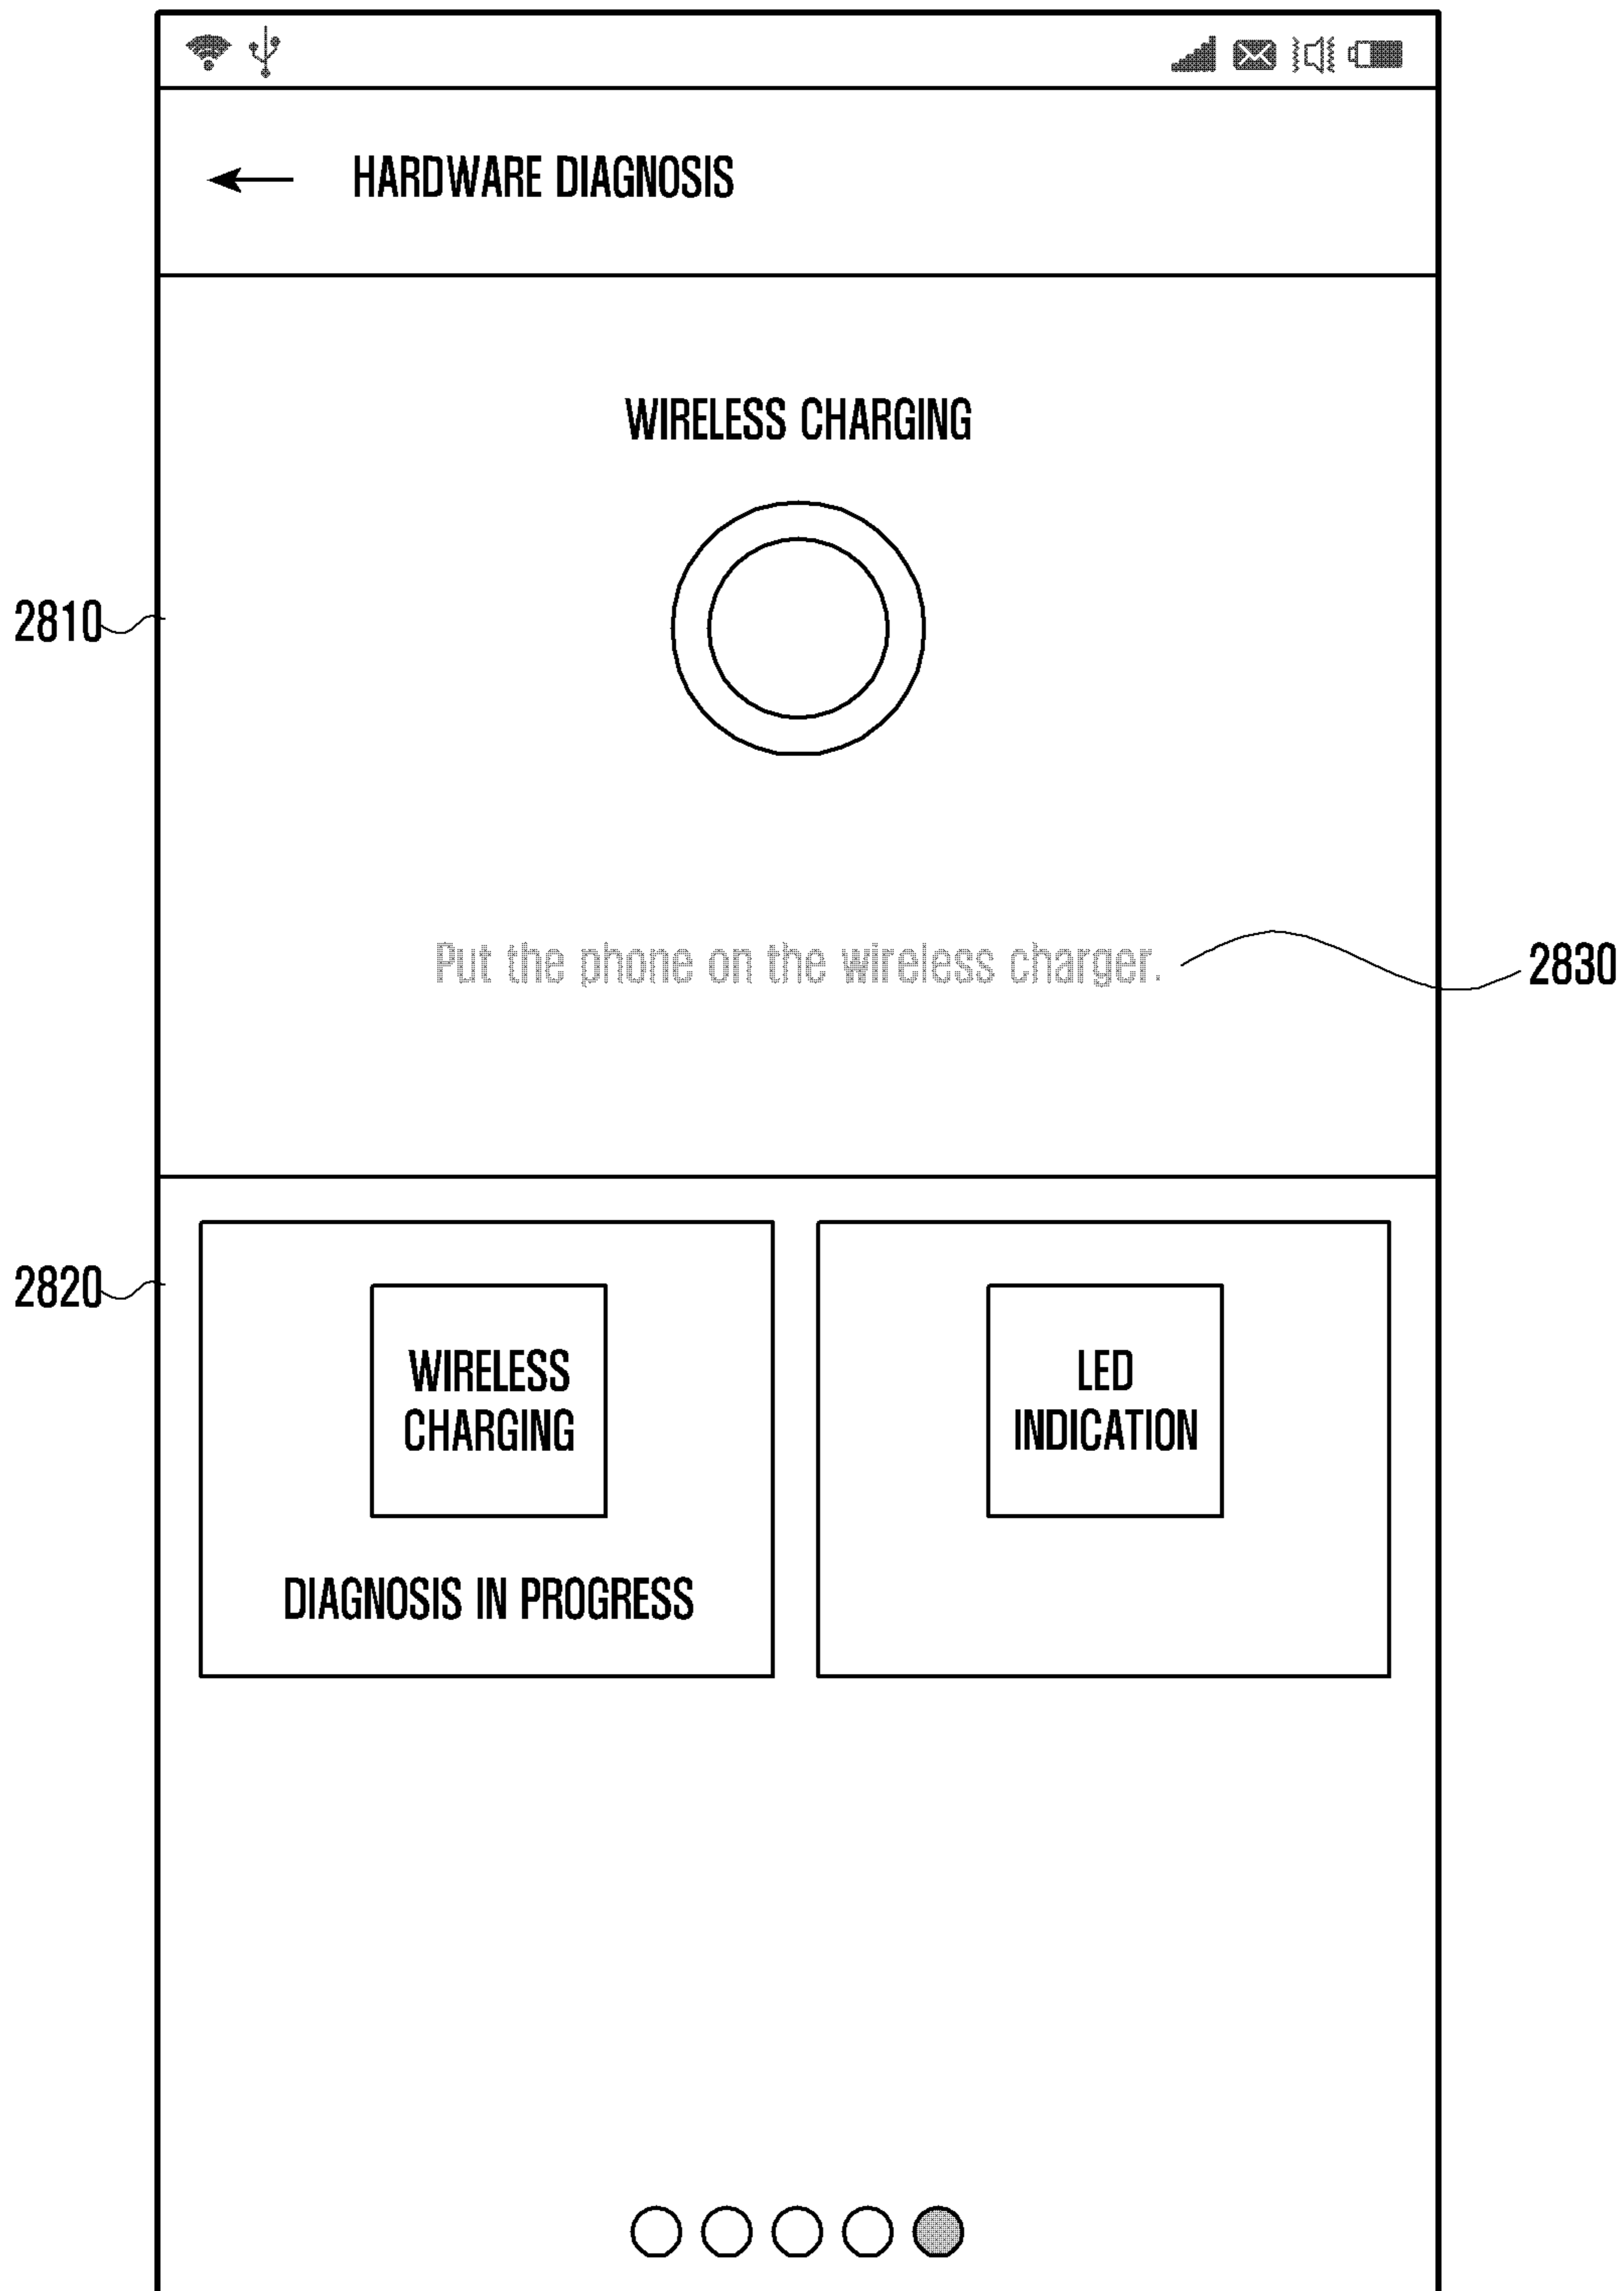 HARDWARE DIAGNOSIS
WIRELESS CHARGING
2810
Put the phone on the wireless charger.
2830
2820
WIRELESS
CHARGING
DIAGNOSIS IN PROGRESS
LED
INDICATION